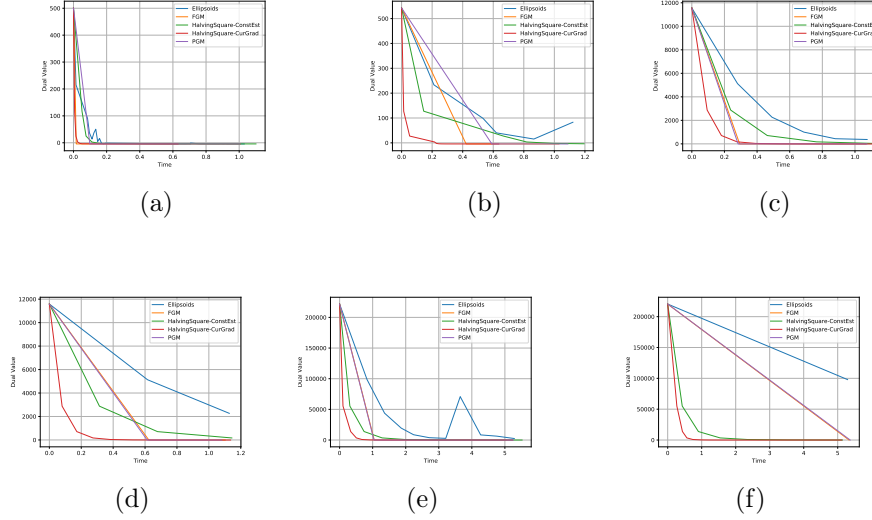 500
400
300
200
100
0
Dual Value
0.0 0.2 0.4 0.6 0.8 1.0
Time
Ellipsoids
FGM
HalvingSquare-ConstEst
HalvingSquare-CurGrad
PGM
(a)
500
400
300
200
100
0
Dual Value
0.0 0.2 0.4 0.6 0.8 1.0 1.2
Time
Ellipsoids
FGM
HalvingSquare-ConstEst
HalvingSquare-CurGrad
PGM
(b)
12000
10000
8000
6000
4000
2000
0
Dual Value
0.0 0.2 0.4 0.6 0.8 1.0
Time
Ellipsoids
FGM
HalvingSquare-ConstEst
HalvingSquare-CurGrad
PGM
(c)
12000
10000
8000
6000
4000
2000
0
Dual Value
0.0 0.2 0.4 0.6 0.8 1.0 1.2
Time
Ellipsoids
FGM
HalvingSquare-ConstEst
HalvingSquare-CurGrad
PGM
(d)
200000
150000
100000
50000
0
Dual Value
0 1 2 3 4 5
Time
Ellipsoids
FGM
HalvingSquare-ConstEst
HalvingSquare-CurGrad
PGM
(e)
200000
150000
100000
50000
0
Dual Value
0 1 2 3 4 5
Time
Ellipsoids
FGM
HalvingSquare-ConstEst
HalvingSquare-CurGrad
PGM
(f)